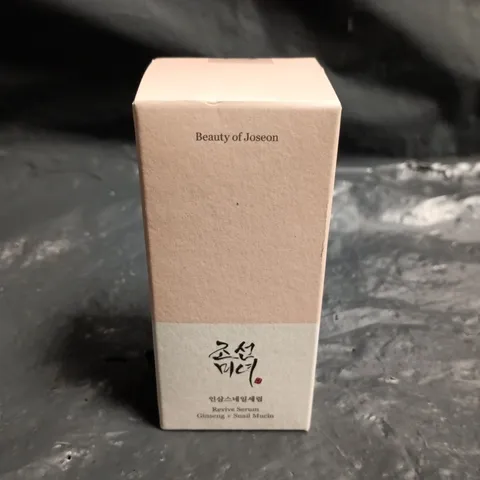 Beauty of Joseon
조선
미녀
인삼스네일세럼
Revive Serum
Ginseng + Snail Mucin